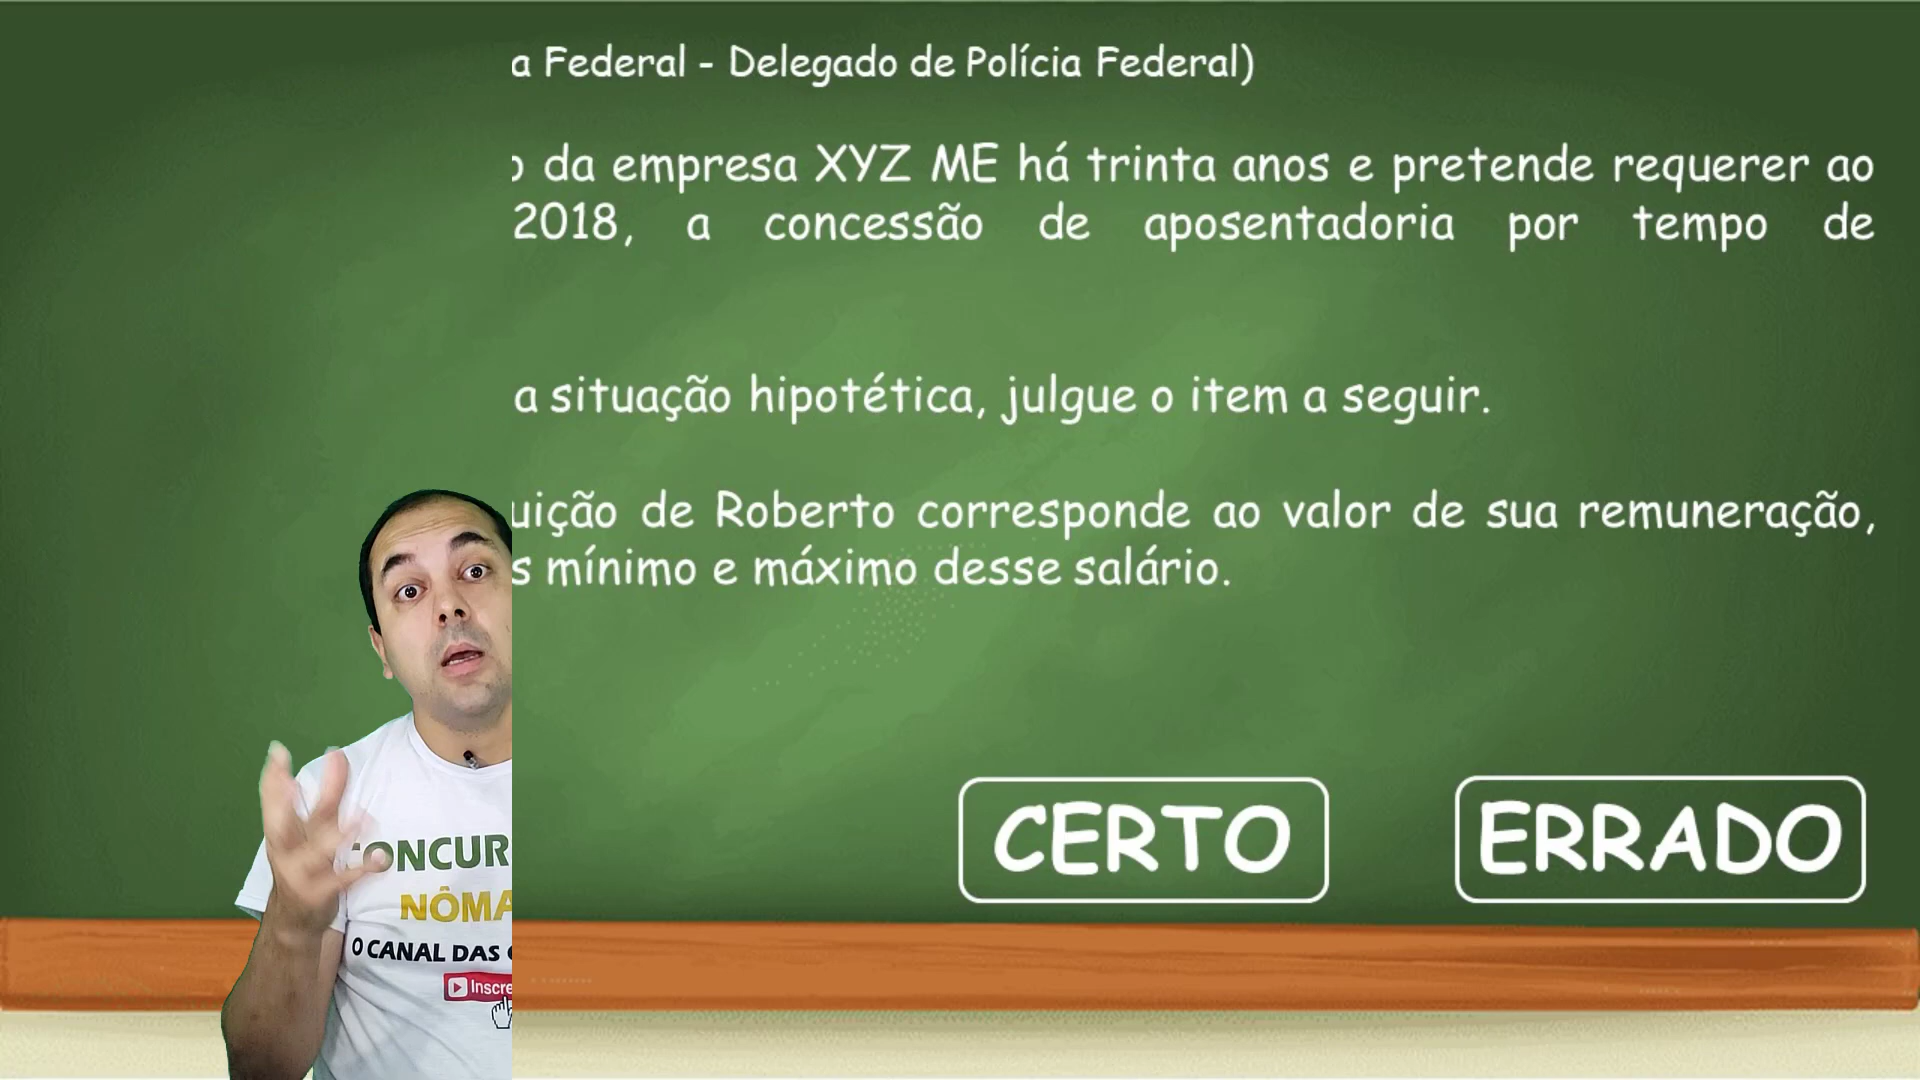 a Federal - Delegado de Polícia Federal)
da empresa XYZ ME há trinta anos e pretende requerer ao
2018, a concessão de aposentadoria por tempo de
a situação hipotética, julgue o item a seguir.
uição de Roberto corresponde ao valor de sua remuneração,
s mínimo e máximo desse salário.
CERTO ERRADO
CONCUR
NÔMA
O CANAL DAS
Inscre